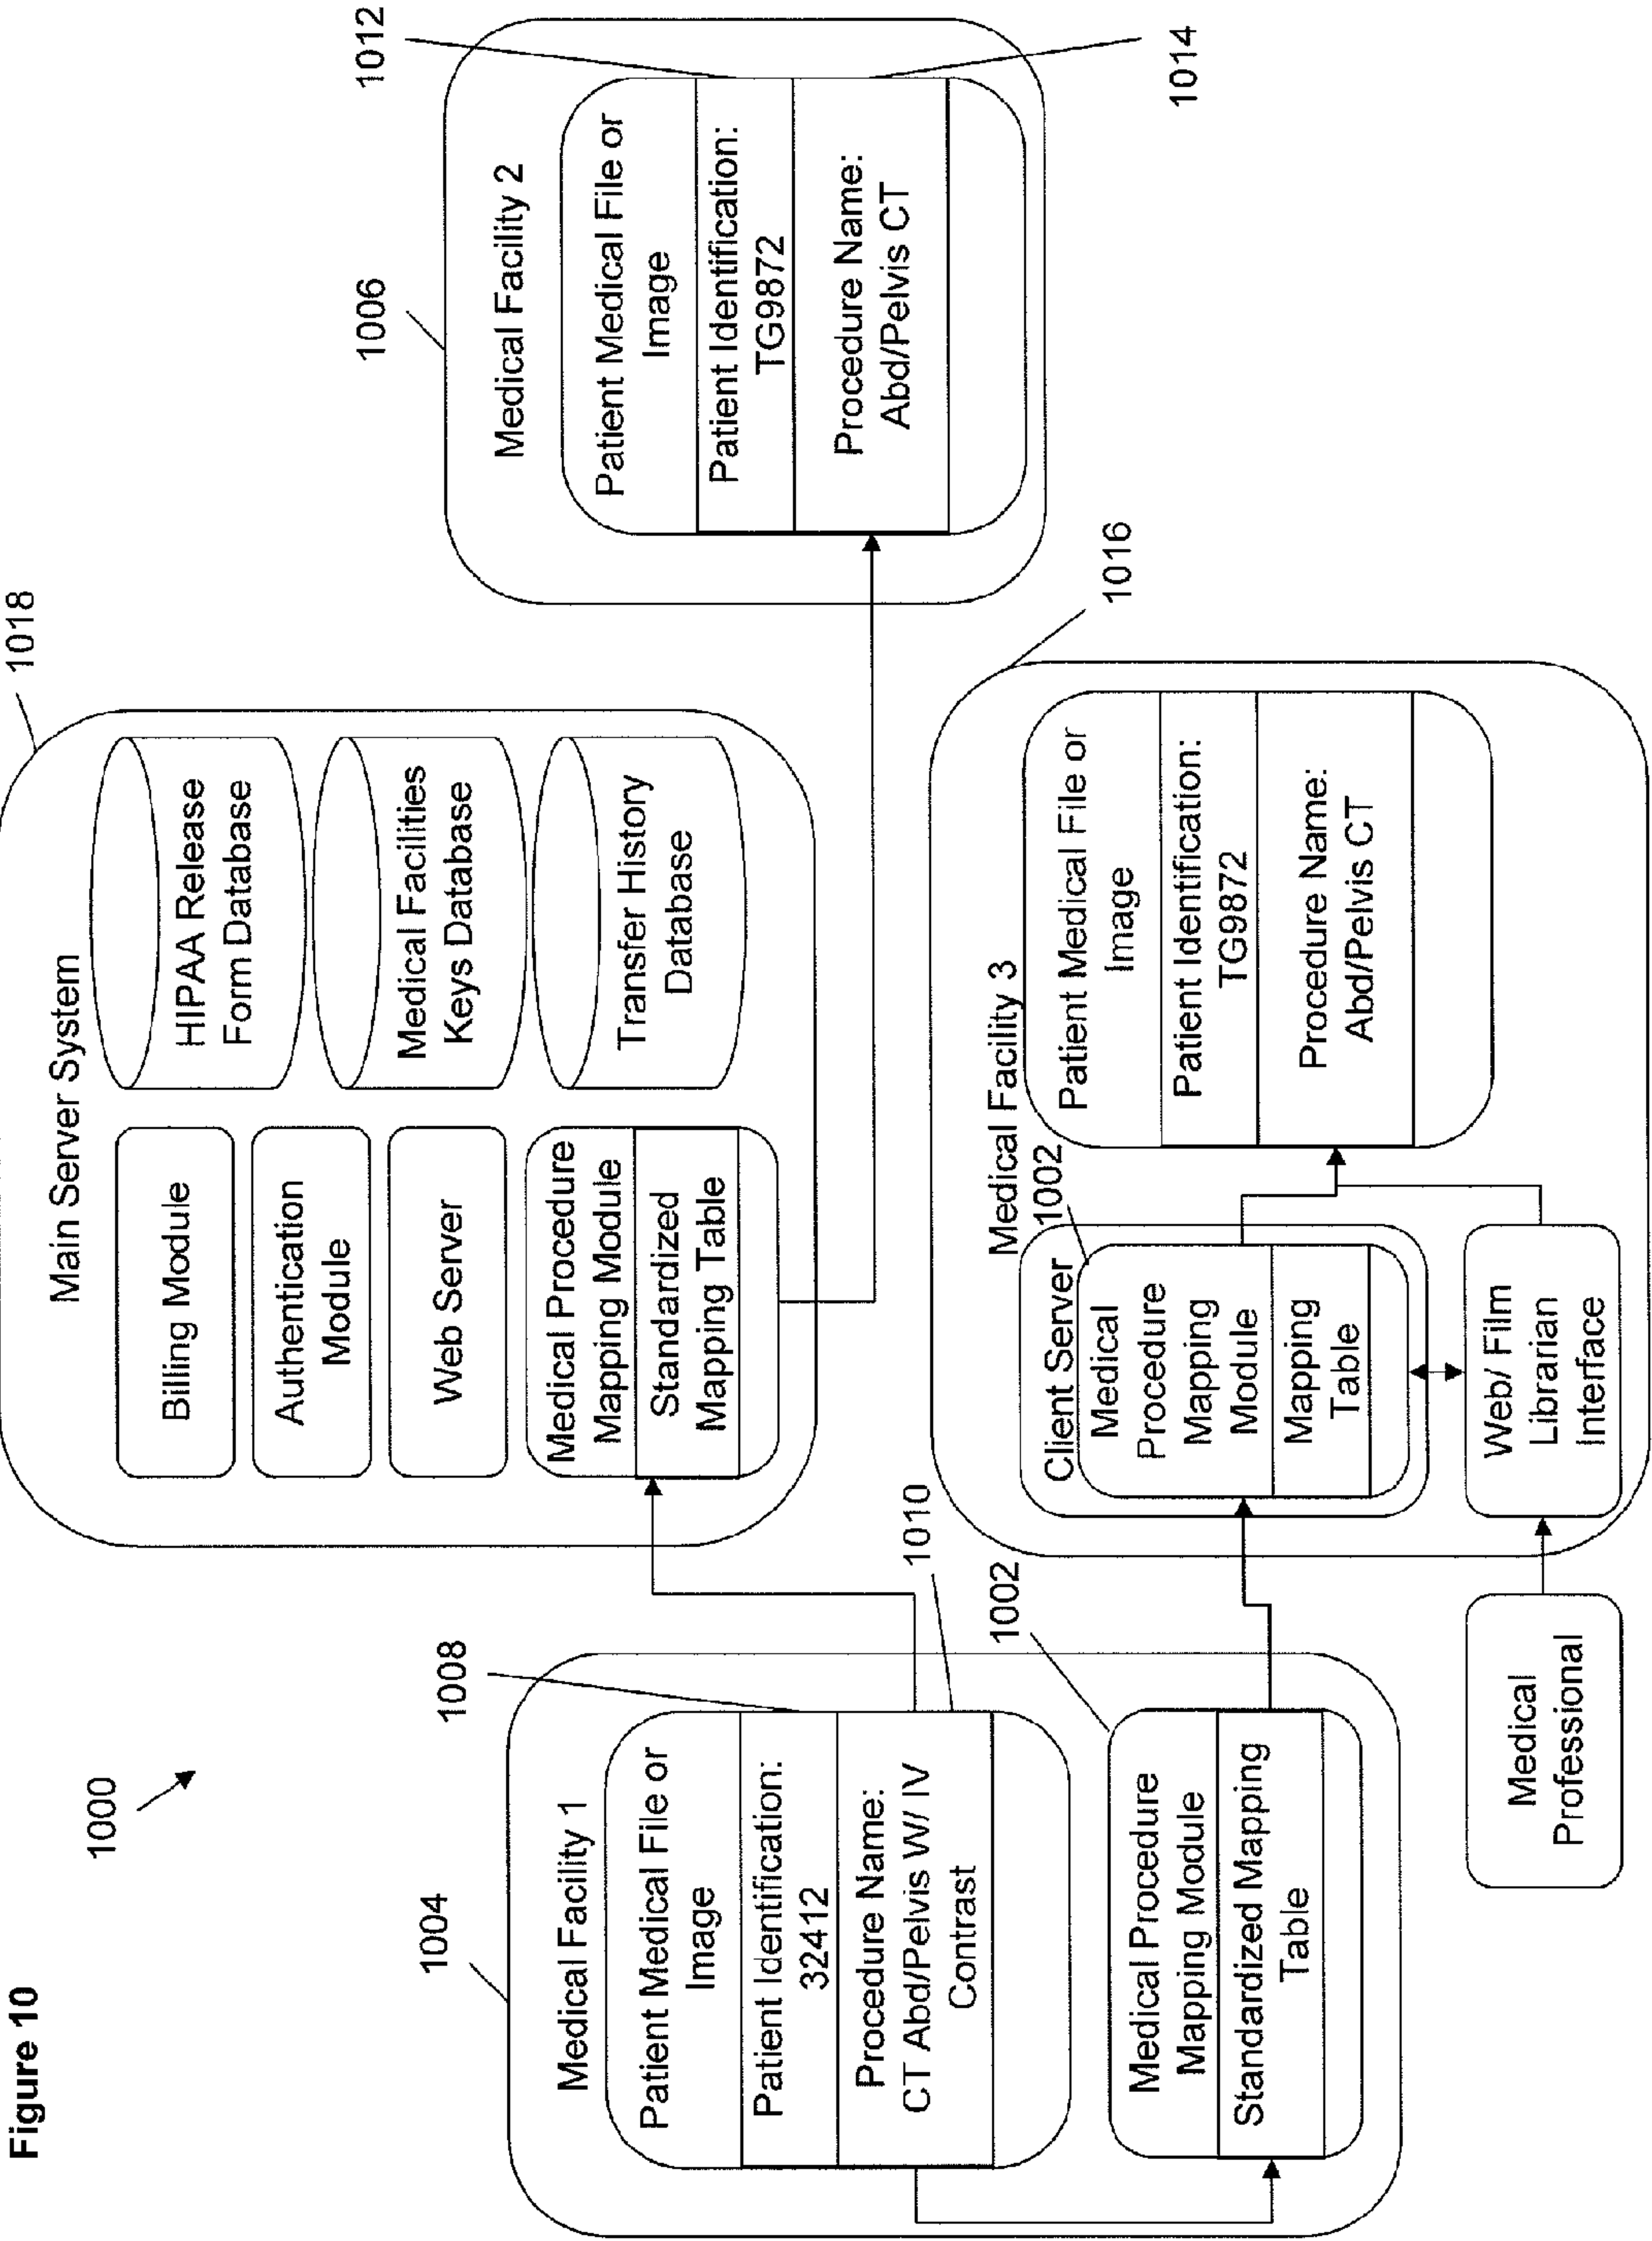 Figure 10
1000
1004
Medical Facility 1
Patient Medical File or
Image
Patient Identification:
32412
Procedure Name:
CT Abd/Pelvis W/ IV
Contrast
1008
1010
1002
Medical Procedure
Mapping Module
Standardized Mapping
Table
1018
Main Server System
Billing Module
Authentication
Module
Web Server
Medical Procedure
Mapping Module
Standardized
Mapping Table
HIPAA Release
Form Database
Medical Facilities
Keys Database
Transfer History
Database
1006
Medical Facility 2
Patient Medical File or
Image
Patient Identification:
TG9872
Procedure Name:
Abd/Pelvis CT
1012
1014
1016
Medical Facility 3
1002
Client Server
Medical
Procedure
Mapping
Module
Mapping
Table
Patient Medical File or
Image
Patient Identification:
TG9872
Procedure Name:
Abd/Pelvis CT
Web/ Film
Librarian
Interface
Medical
Professional